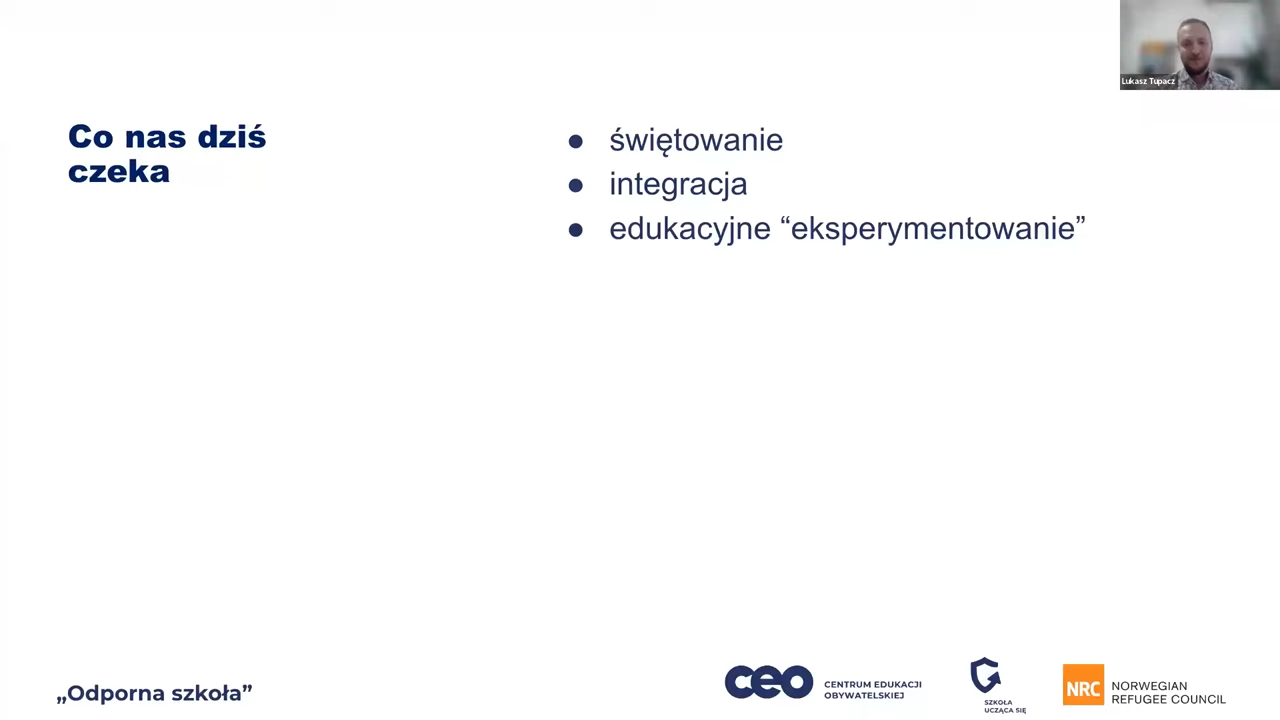 Lukasz Tupacz
Co nas dziś
czeka
● świętowanie
● integracja
● edukacyjne “eksperymentowanie”
„Odporna szkoła”
ceo
CENTRUM EDUKACJI
OBYWATELSKIEJ
SZKOŁA
UCZĄCA SIĘ
NRC
NORWEGIAN
REFUGEE COUNCIL